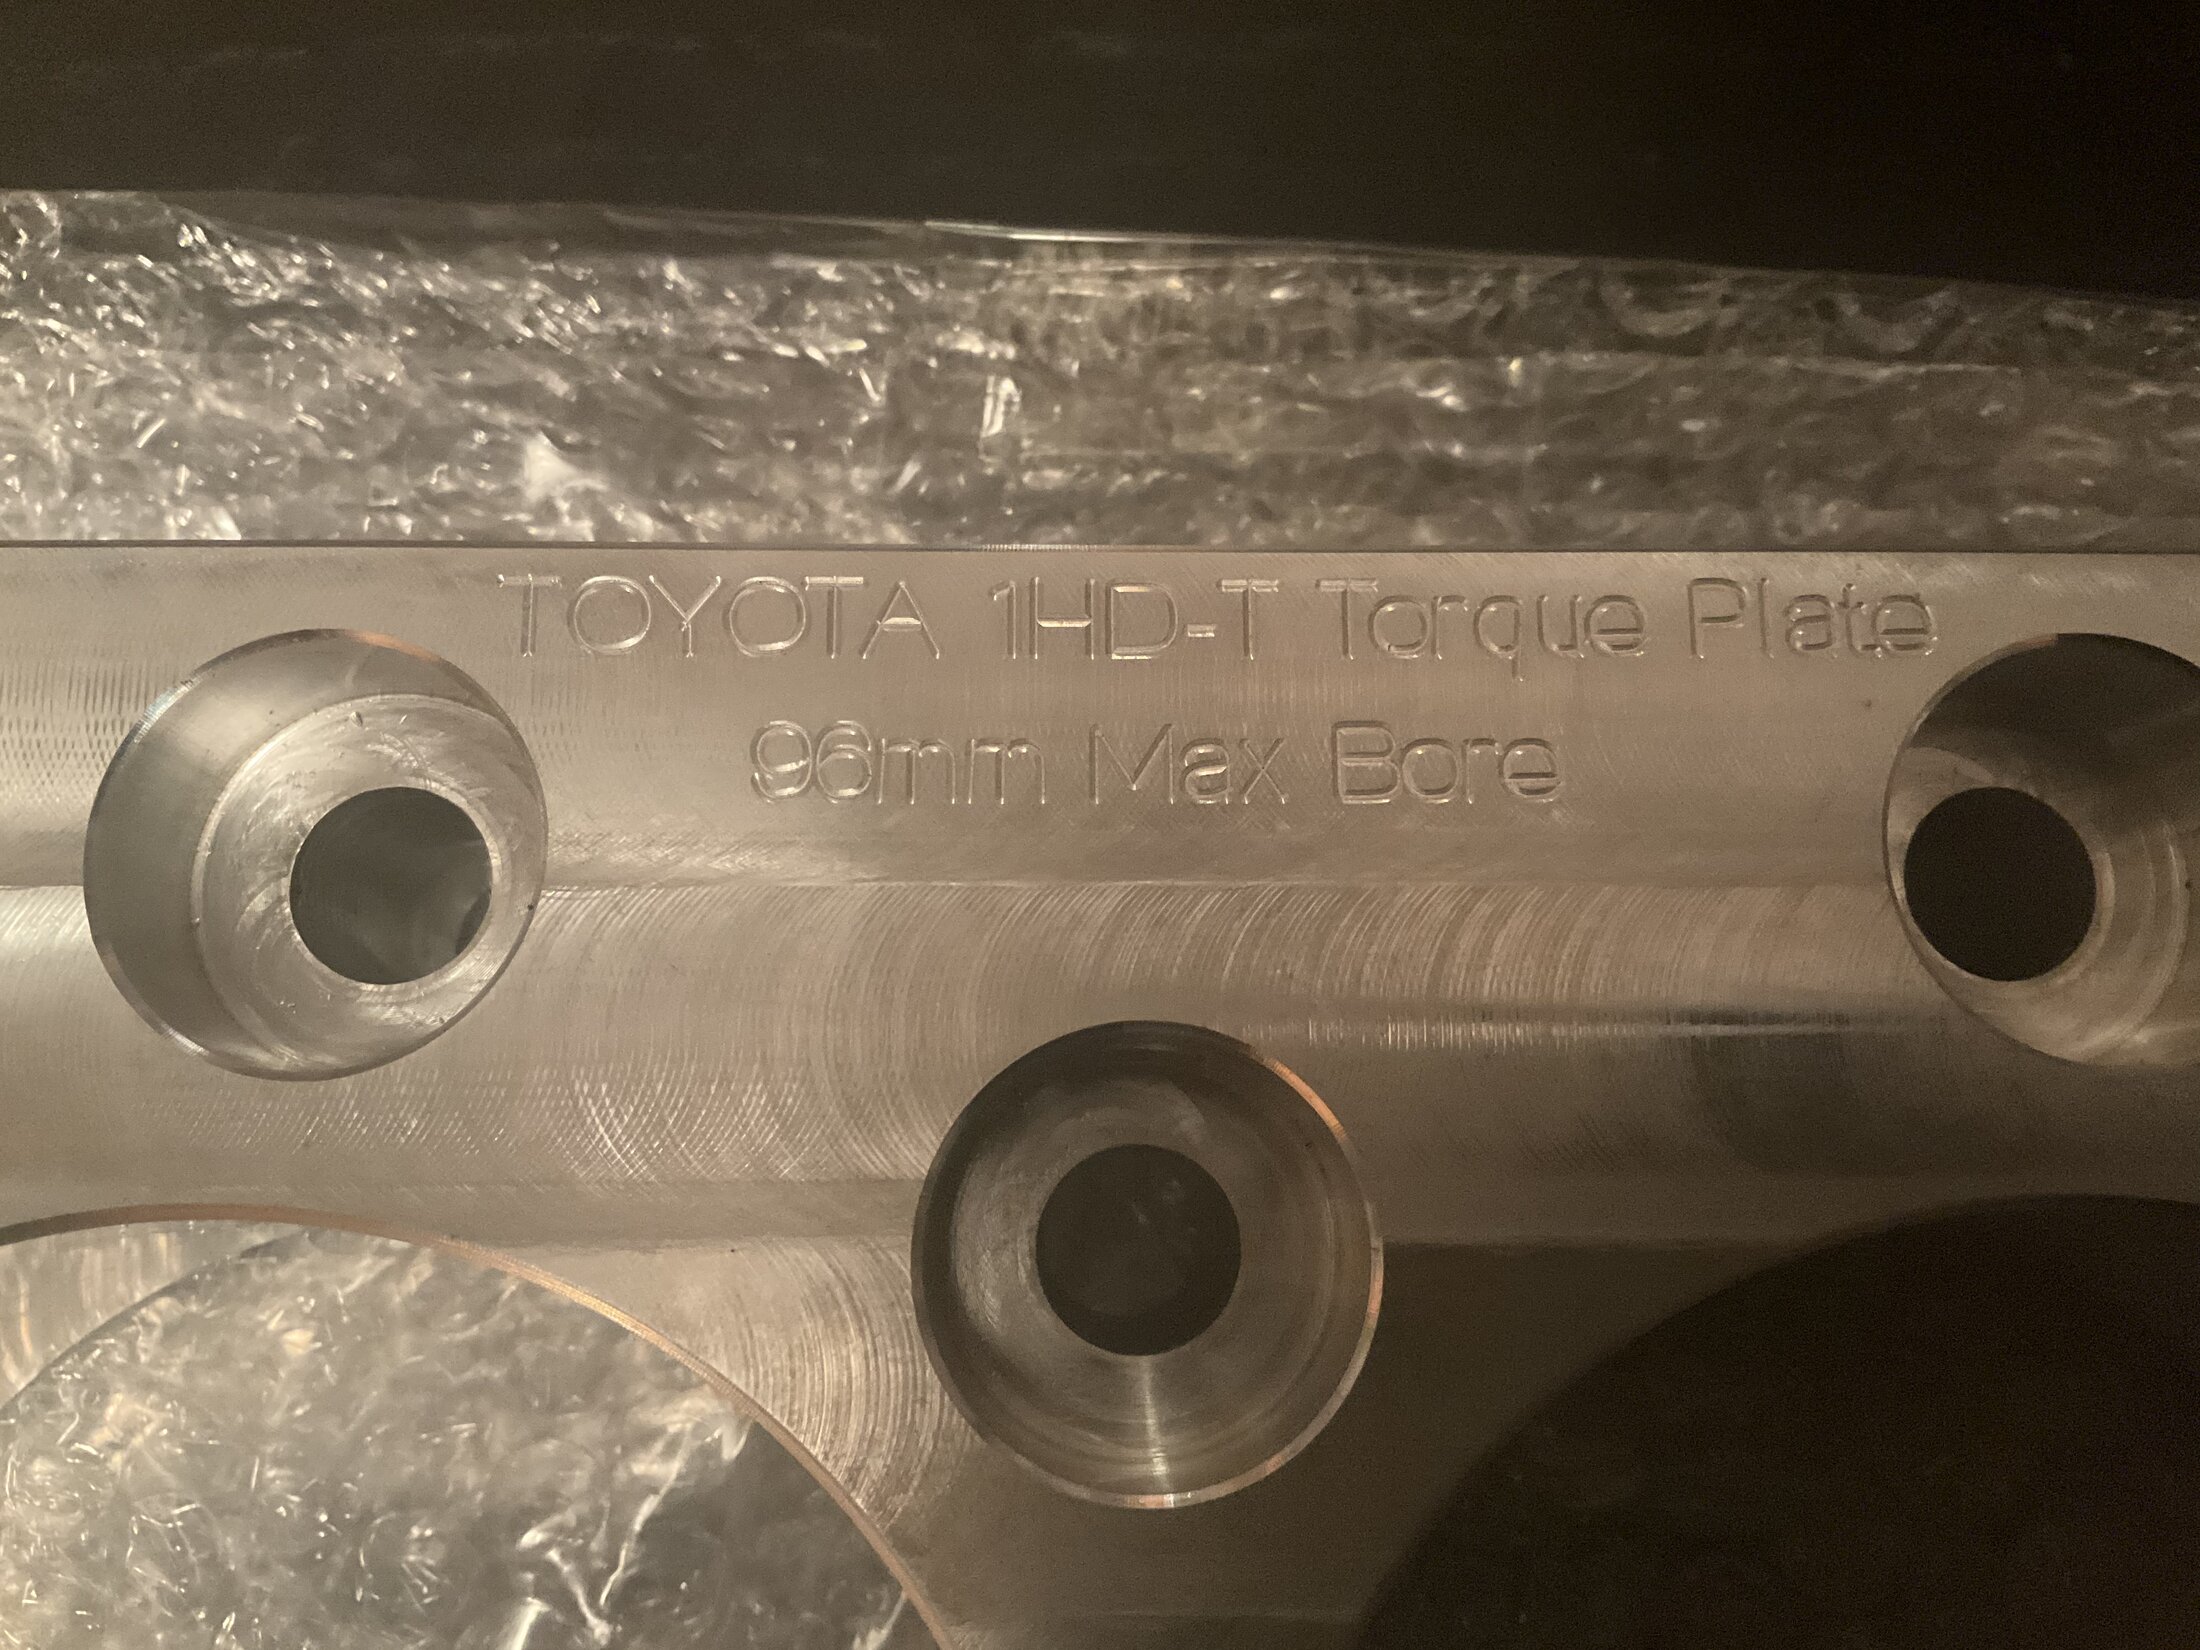 TOYOTA 1HD-T Torque Plate
96mm Max Bore